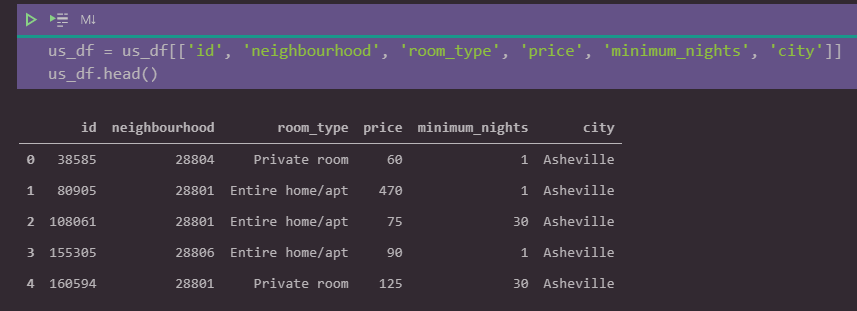 M↓
us_df = us_df[['id', 'neighbourhood', 'room_type', 'price', 'minimum_nights', 'city']]
us_df.head()
id neighbourhood room_type price minimum_nights city
0 38585 28804 Private room 60 1 Asheville
1 80905 28801 Entire home/apt 470 1 Asheville
2 108061 28801 Entire home/apt 75 30 Asheville
3 155305 28806 Entire home/apt 90 1 Asheville
4 160594 28801 Private room 125 30 Asheville